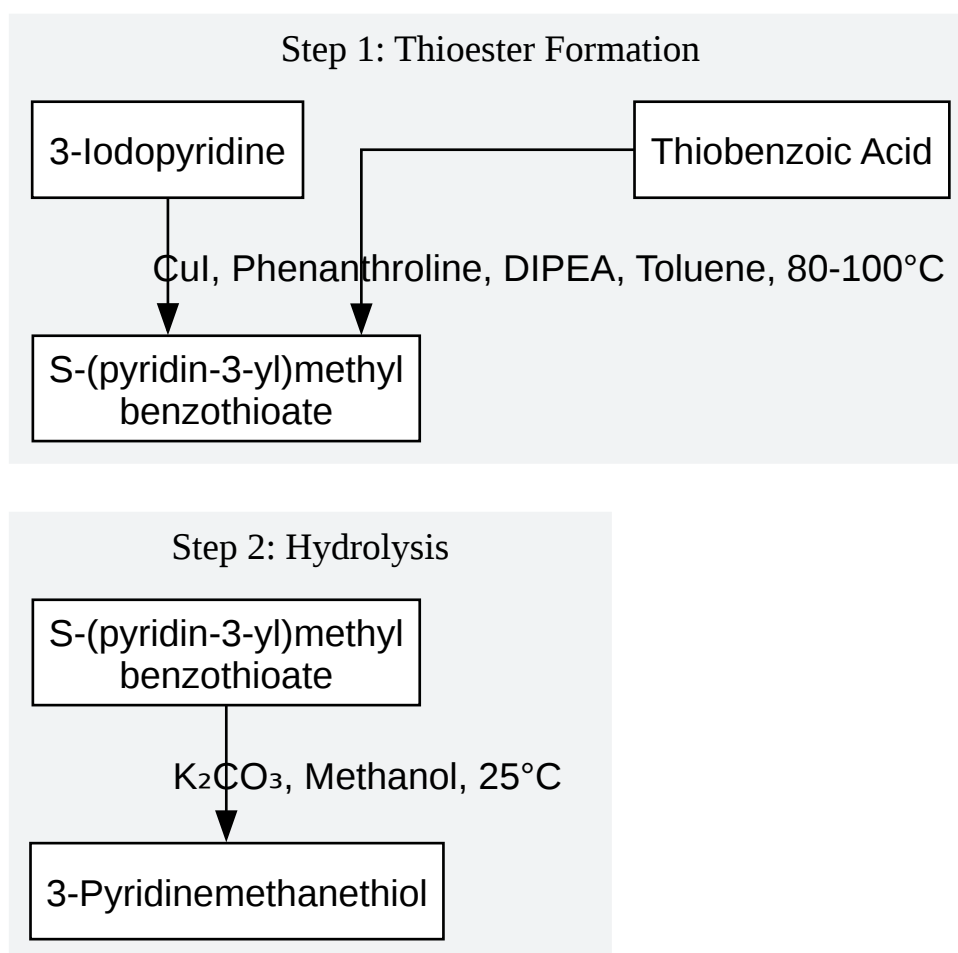 Step 1: Thioester Formation
3-Iodopyridine
Thiobenzoic Acid
CuI, Phenanthroline, DIPEA, Toluene, 80-100°C
S-(pyridin-3-yl)methyl
benzothioate
Step 2: Hydrolysis
S-(pyridin-3-yl)methyl
benzothioate
K₂CO₃, Methanol, 25°C
3-Pyridinemethanethiol